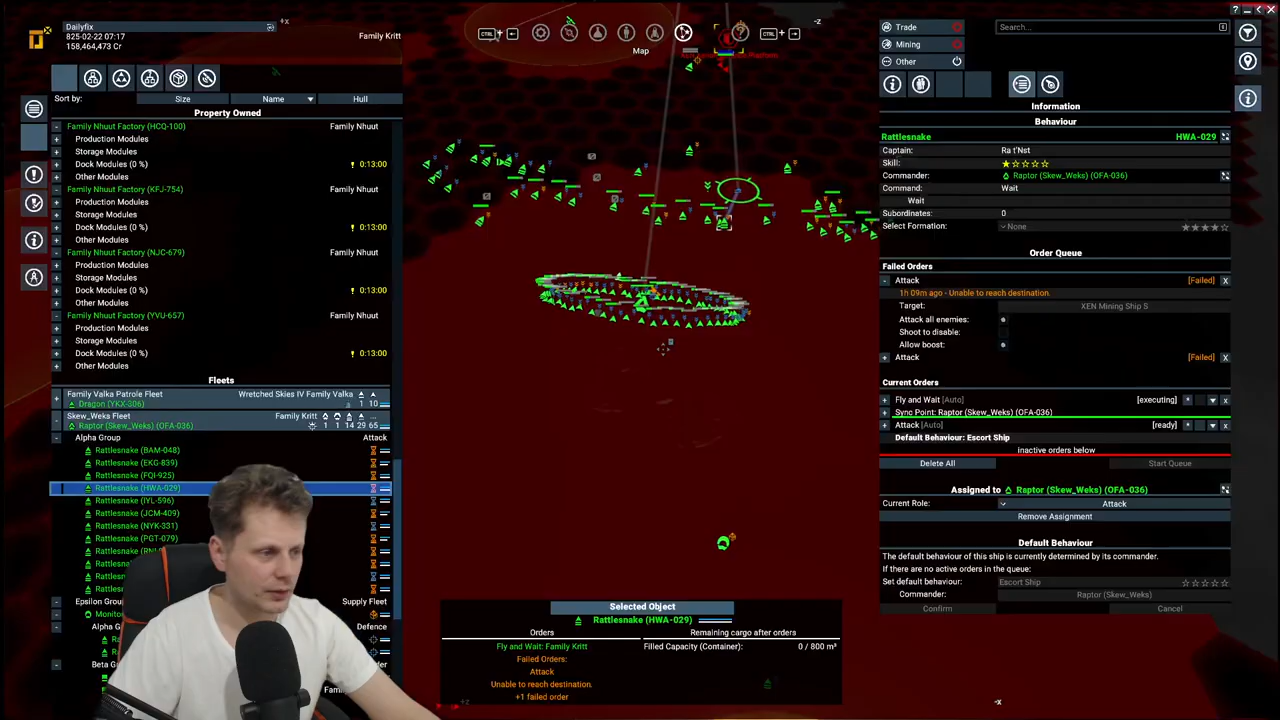 Dailyfix
825-02-22 07:17
158,464,473 Cr
Family Kritt
Sort by:
Size
Name
Hull
Property Owned
Family Nhuut Factory (HCQ-100)
Family Nhuut
Production Modules
Storage Modules
Dock Modules (0 %)
0:13:00
Other Modules
Family Nhuut Factory (KFJ-754)
Family Nhuut
Production Modules
Storage Modules
Dock Modules (0 %)
0:13:00
Other Modules
Family Nhuut Factory (NJC-679)
Family Nhuut
Production Modules
Storage Modules
Dock Modules (0 %)
0:13:00
Other Modules
Family Nhuut Factory (YVU-657)
Family Nhuut
Production Modules
Storage Modules
Dock Modules (0 %)
0:13:00
Other Modules
Fleets
Family Valka Patrole Fleet
Wretched Skies IV Family Valka
Dragon (YKX-306)
1 10
Skew_Weks Fleet
Family Kritt
Raptor (Skew_Weks) (OFA-036)
1 1 14 29 65
Alpha Group
Attack
Rattlesnake (BAM-048)
Rattlesnake (EKG-839)
Rattlesnake (FQI-925)
Rattlesnake (HWA-029)
Rattlesnake (IYL-596)
Rattlesnake (JCM-409)
Rattlesnake (NYK-331)
Rattlesnake (PGT-079)
Epsilon Group
Supply Fleet
Defence
+x
-z
CTRL
+
Map
CTRL
+
+z
-x
Selected Object
Rattlesnake (HWA-029)
Orders
Remaining cargo after orders
Fly and Wait: Family Kritt
Filled Capacity (Container):
0 / 800 m³
Failed Orders:
Attack
Unable to reach destination.
+1 failed order
Trade
Mining
Other
Search...
Information
Behaviour
Rattlesnake
HWA-029
Captain:
Ra t'Nst
Skill:
Commander:
Raptor (Skew_Weks) (OFA-036)
Command:
Wait
Wait
Subordinates:
0
Select Formation:
None
Order Queue
Failed Orders
Attack
[Failed]
x
1h 09m ago - Unable to reach destination.
Target:
XEN Mining Ship S
Attack all enemies:
Shoot to disable:
Allow boost:
Attack
[Failed]
x
Current Orders
Fly and Wait [Auto]
[executing]
x
Sync Point: Raptor (Skew_Weks) (OFA-036)
Attack [Auto]
[ready]
x
Default Behaviour: Escort Ship
inactive orders below
Delete All
Start Queue
Assigned to
Raptor (Skew_Weks) (OFA-036)
Current Role:
Attack
Remove Assignment
Default Behaviour
The default behaviour of this ship is currently determined by its commander.
If there are no active orders in the queue:
Set default behaviour:
Escort Ship
Commander:
Raptor (Skew_Weks)
Confirm
Cancel